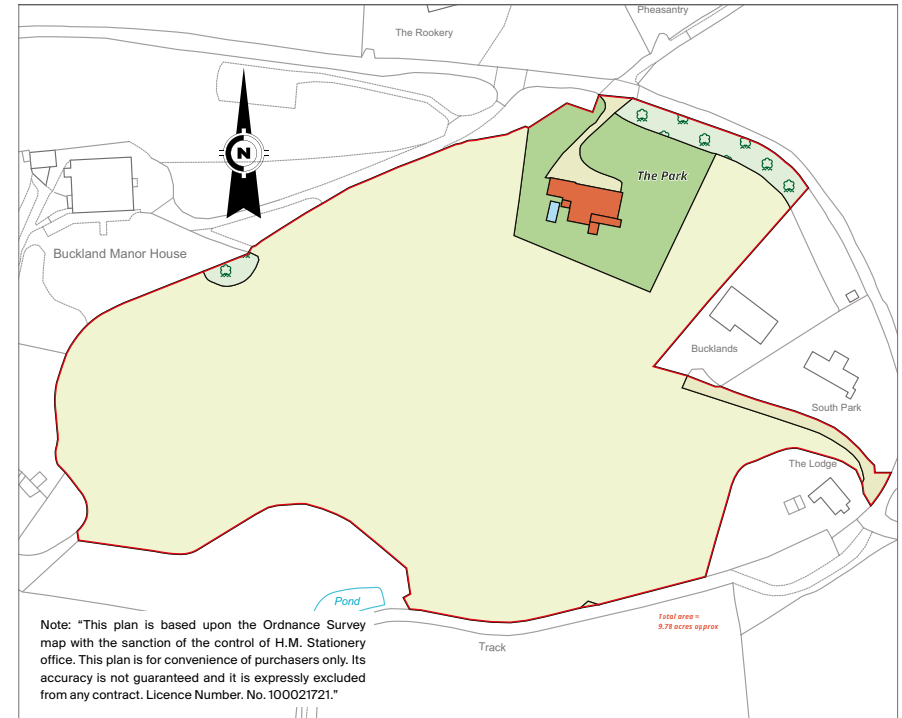 Pheasantry
The Rookery
N
The Park
Buckland Manor House
Bucklands
South Park
The Lodge
Pond
Total area =
9.78 acres approx
Track
Note: “This plan is based upon the Ordnance Survey
map with the sanction of the control of H.M. Stationery
office. This plan is for convenience of purchasers only. Its
accuracy is not guaranteed and it is expressly excluded
from any contract. Licence Number. No. 100021721.”